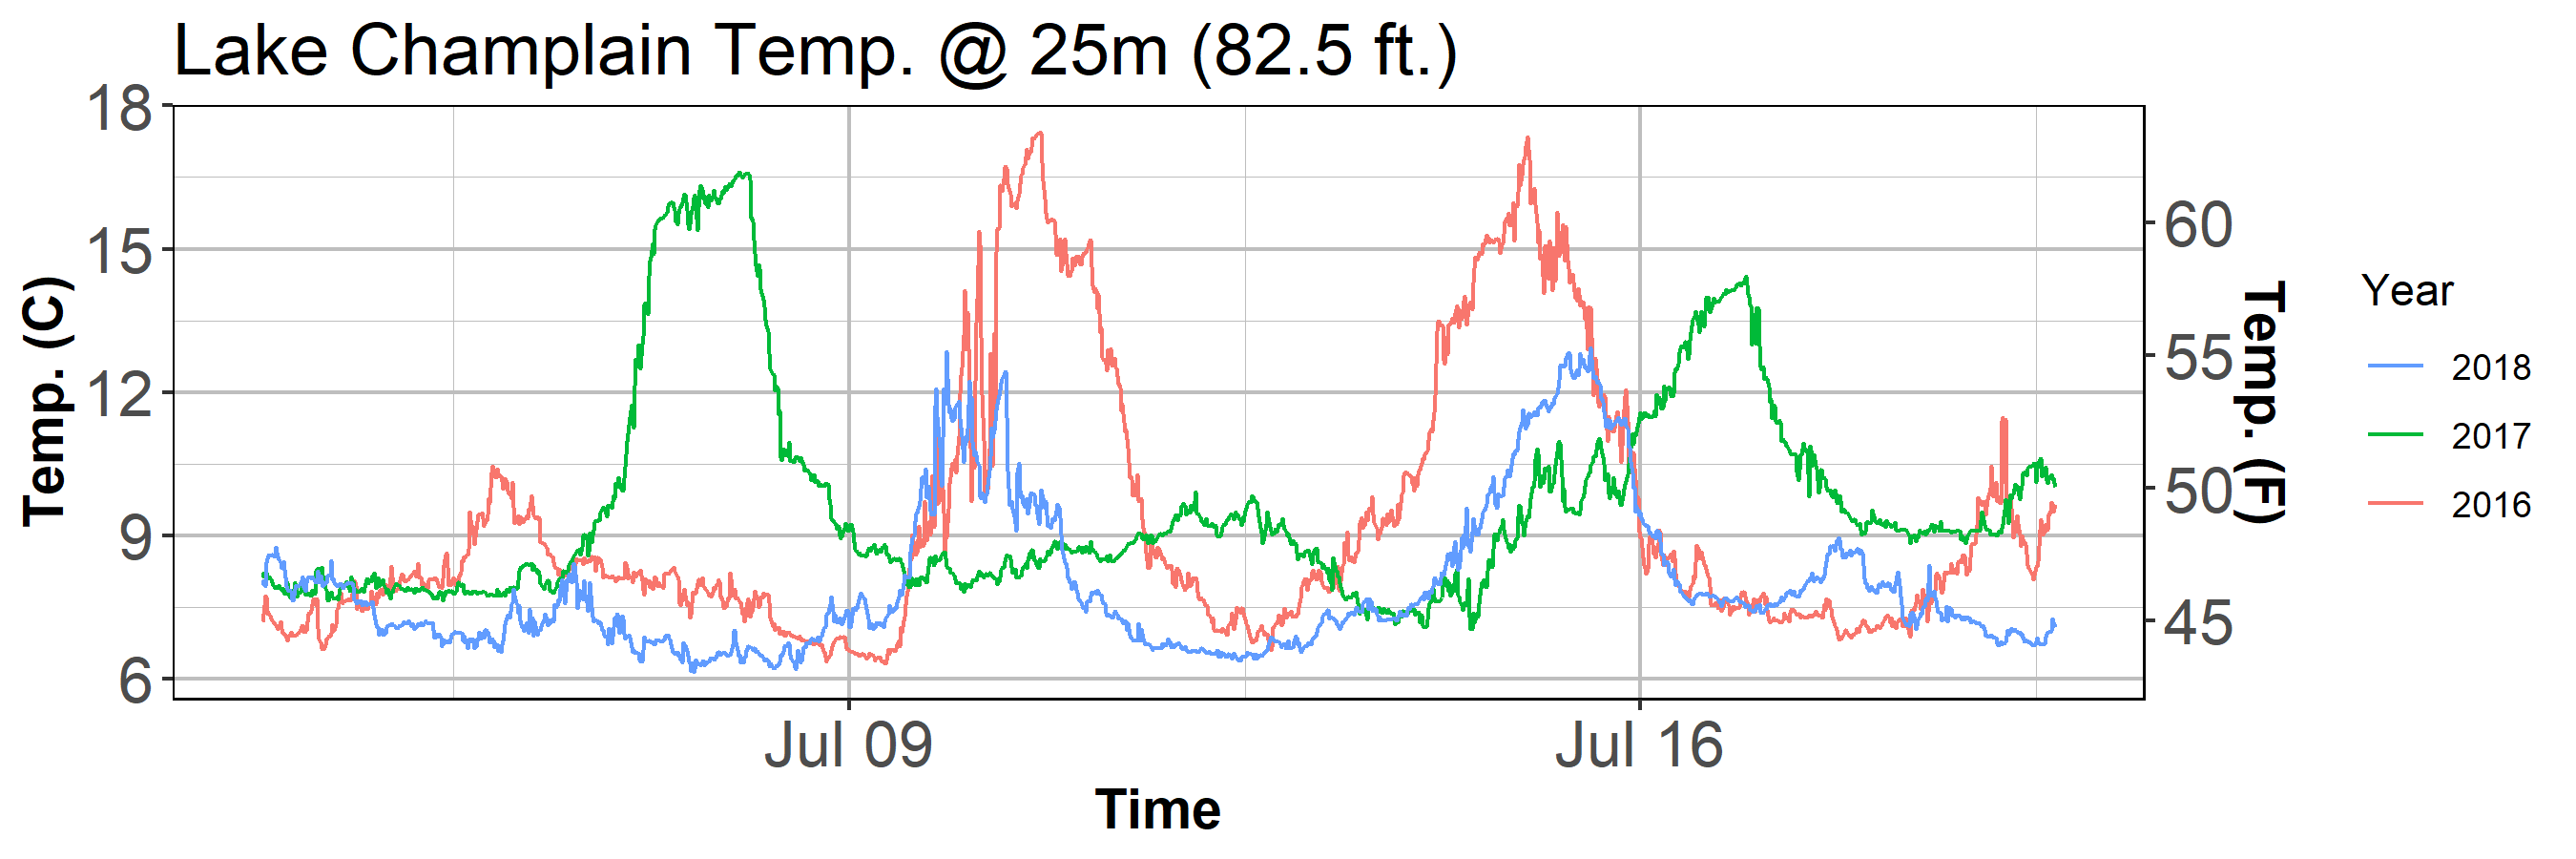 Lake Champlain Temp. @ 25m (82.5 ft.)
18
15
12
9
6
Temp. (C)
60
55
50
45
Temp. (F)
Jul 09
Jul 16
Time
Year
2018
2017
2016